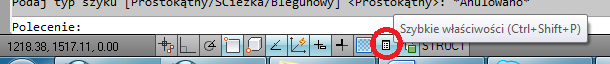 Podaj typ szyku [Prostokątny/SCieżka/Biegunowy] <Prostokątny>: *Anulowano*
Szybkie właściwości (Ctrl+Shift+P)
Polecenie:
1218.38, 1517.11, 0.00
STRUCT